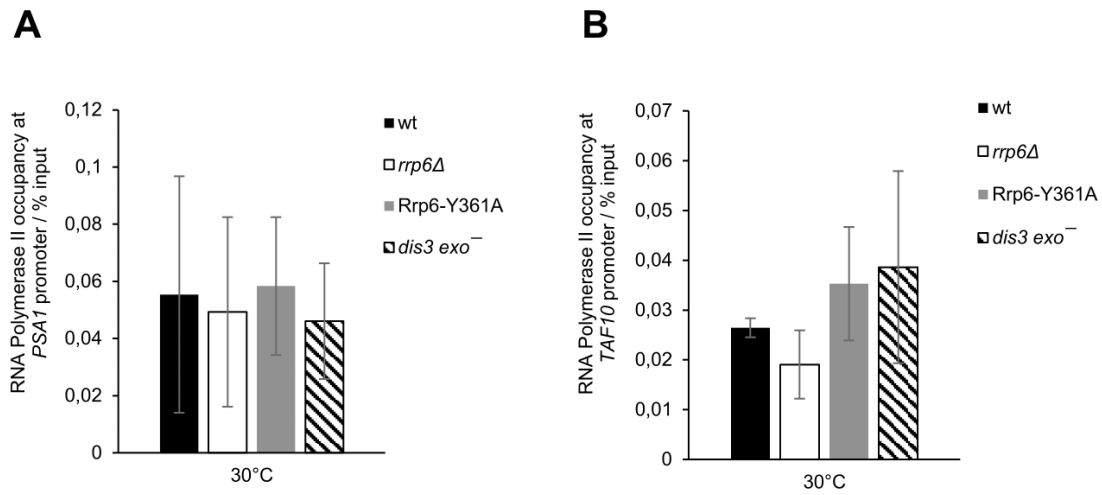 A
RNA Polymerase II occupancy at
PSA1 promoter / % input
0,12
0,1
0,08
0,06
0,04
0,02
0
30°C
wt
rrp6Δ
Rrp6-Y361A
dis3 exo⁻
B
RNA Polymerase II occupancy at
TAF10 promoter / % input
0,07
0,06
0,05
0,04
0,03
0,02
0,01
0
30°C
wt
rrp6Δ
Rrp6-Y361A
dis3 exo⁻